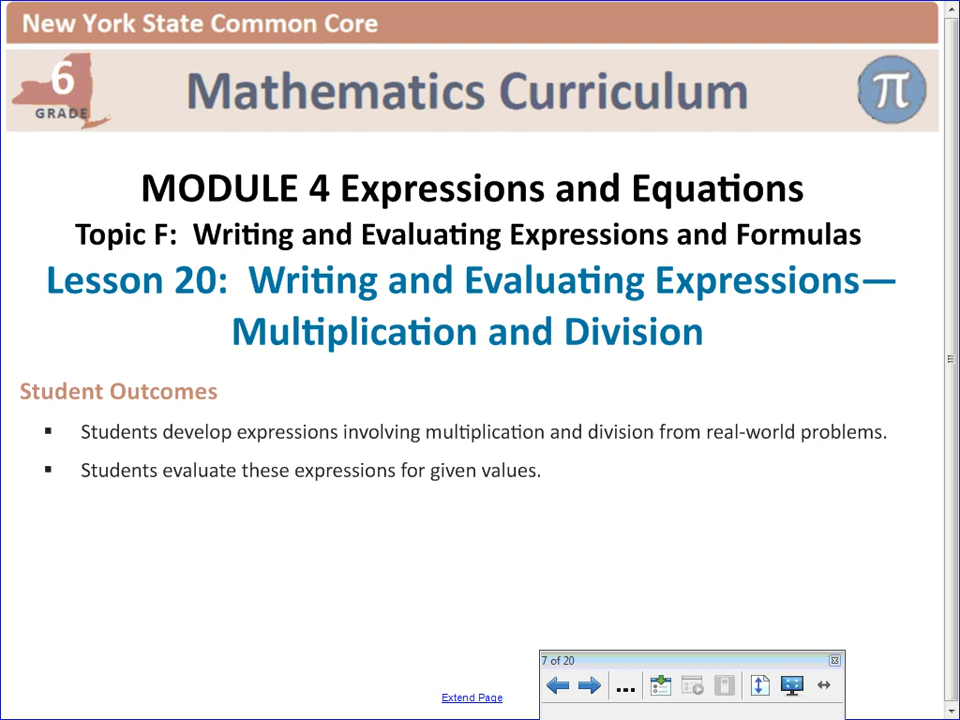 New York State Common Core
6
GRADE
Mathematics Curriculum
π
MODULE 4 Expressions and Equations
Topic F: Writing and Evaluating Expressions and Formulas
Lesson 20: Writing and Evaluating Expressions—
Multiplication and Division
Student Outcomes
▪ Students develop expressions involving multiplication and division from real-world problems.
▪ Students evaluate these expressions for given values.
7 of 20
...
Extend Page